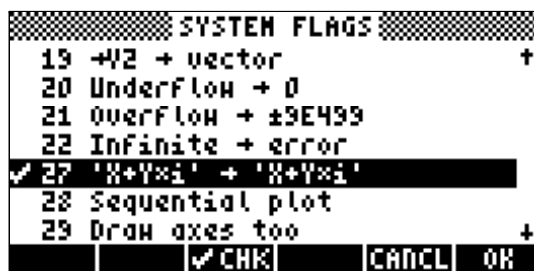 SYSTEM FLAGS
19 →V2 → vector
20 Underflow → 0
21 Overflow → ±9E499
22 Infinite → error
✓ 27 'X+Y×i' → 'X+Y×i'
28 Sequential plot
29 Draw axes too
✓CHK CANCL OK